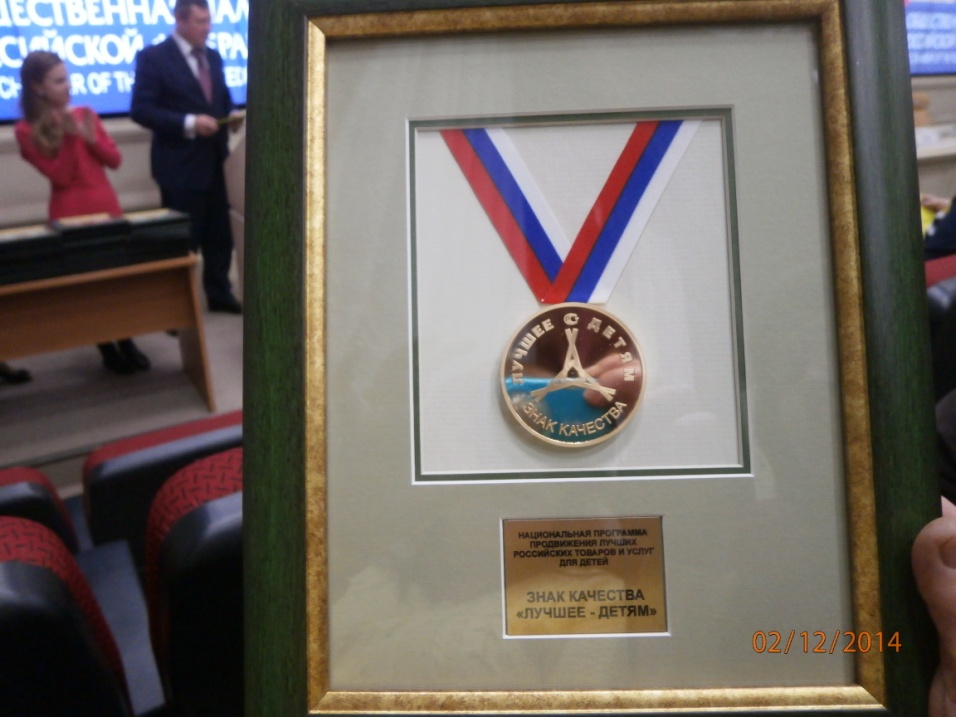 ЛУЧШЕЕ ДЕТЯМ
ЗНАК КАЧЕСТВА
НАЦИОНАЛЬНАЯ ПРОГРАММА
ПРОДВИЖЕНИЯ ЛУЧШИХ
РОССИЙСКИХ ТОВАРОВ И УСЛУГ
ДЛЯ ДЕТЕЙ
ЗНАК КАЧЕСТВА
«ЛУЧШЕЕ - ДЕТЯМ»
02/12/2014